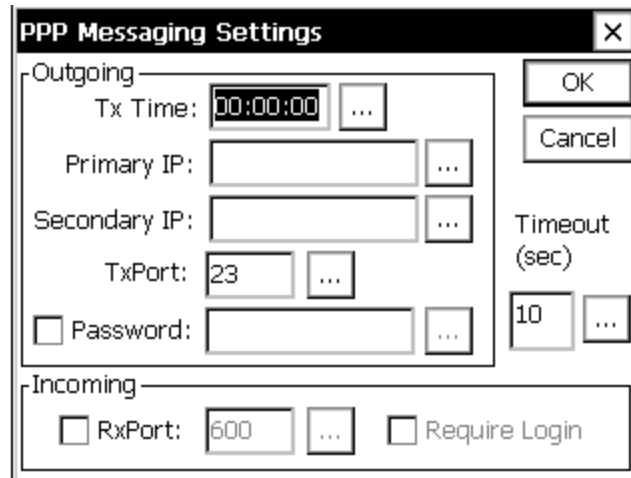 PPP Messaging Settings
Outgoing
OK
Tx Time: 00:00:00 ...
Cancel
Primary IP: ...
Secondary IP: ...
Timeout
(sec)
TxPort: 23 ...
10 ...
Password: ...
Incoming
RxPort: 600 ... Require Login